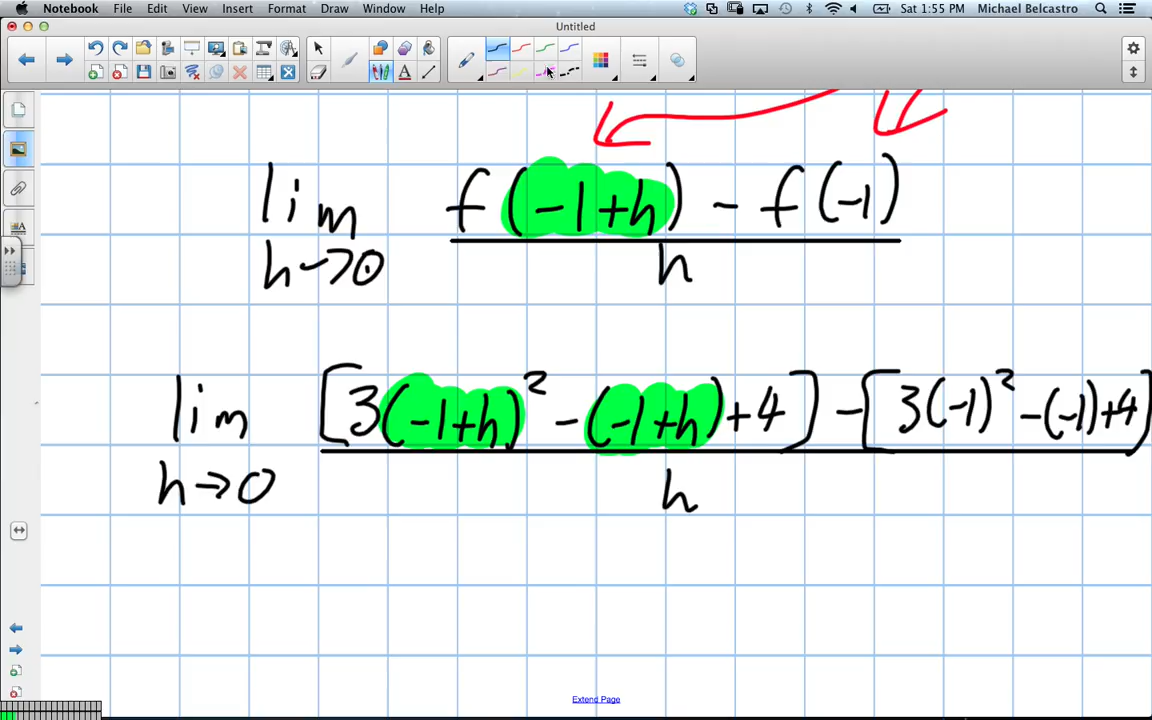 Notebook File Edit View Insert Format Draw Window Help Sat 1:55 PM Michael Belcastro
Untitled
lim f(-1+h) - f(-1)
h→0 h
lim [3(-1+h)² -(-1+h)+4] - [3(-1)² -(-1)+4]
h→0 h
Extend Page